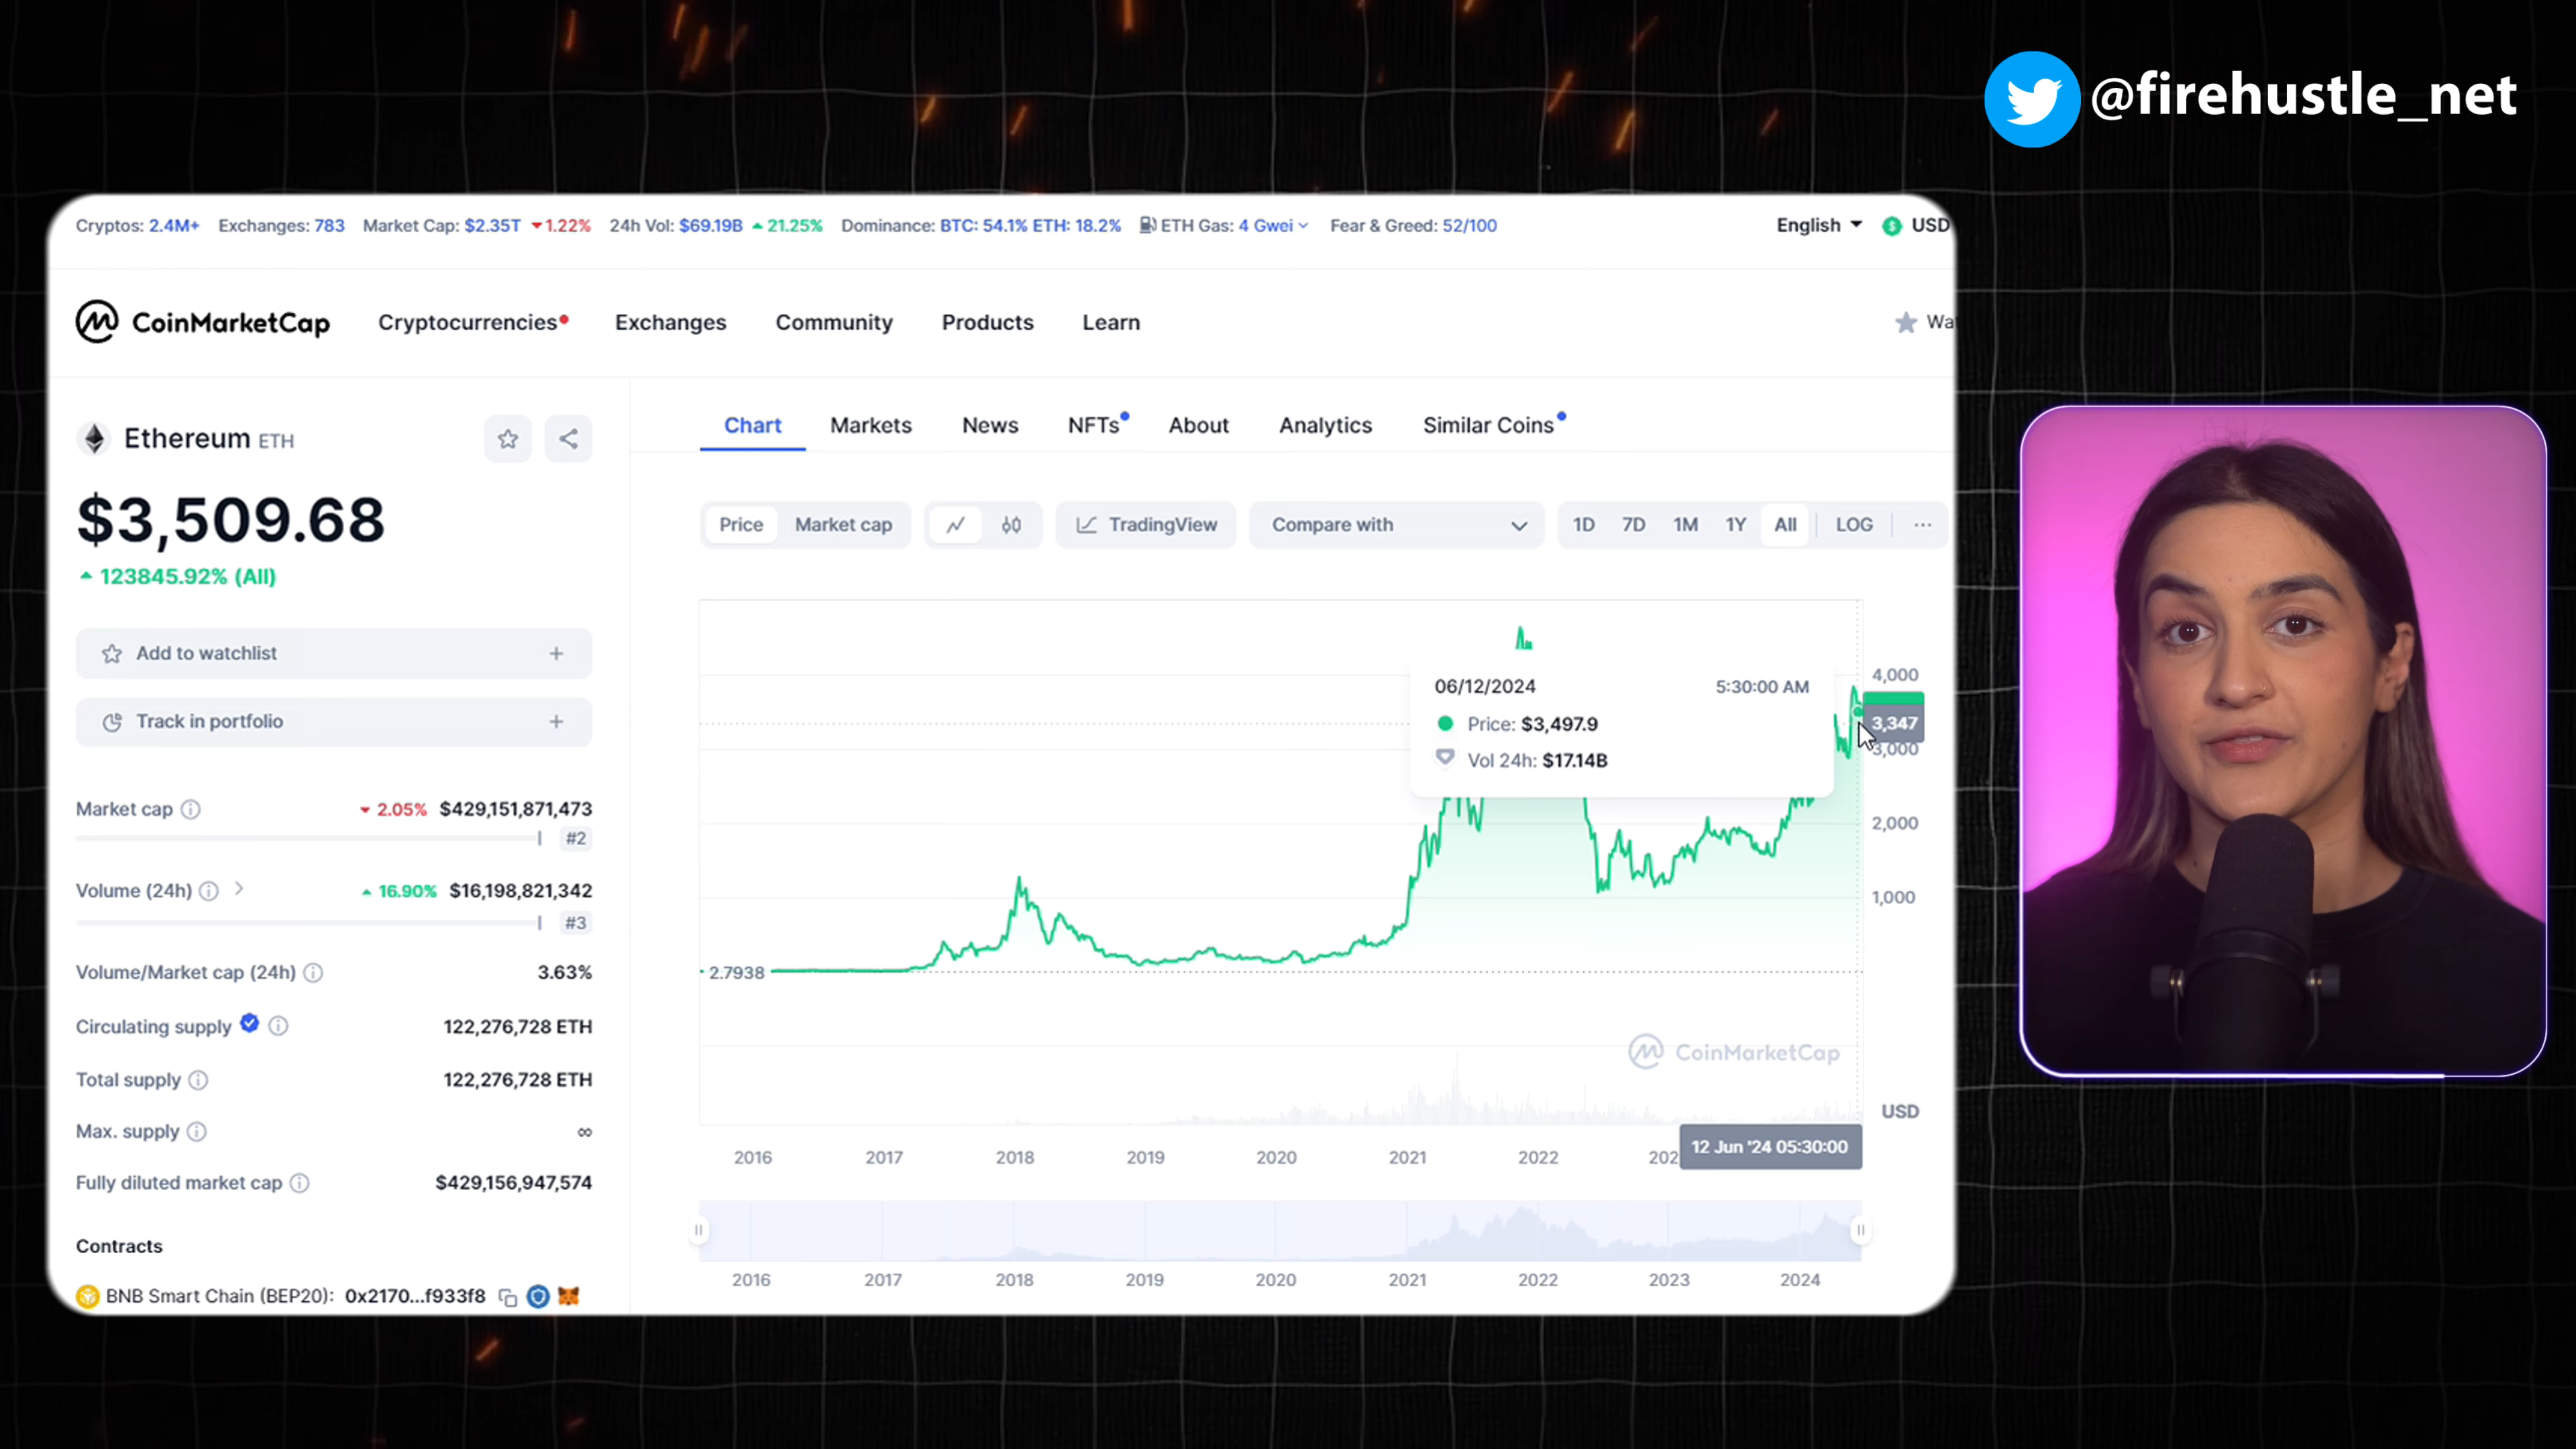 @firehustle_net
Cryptos: 2.4M+ Exchanges: 783 Market Cap: $2.35T 1.22% 24h Vol: $69.19B 21.25% Dominance: BTC: 54.1% ETH: 18.2% ETH Gas: 4 Gwei Fear & Greed: 52/100 English USD
CoinMarketCap Cryptocurrencies Exchanges Community Products Learn
Ethereum ETH
$3,509.68
123845.92% (All)
Add to watchlist +
Track in portfolio +
Market cap 2.05% $429,151,871,473
#2
Volume (24h) 16.90% $16,198,821,342
#3
Volume/Market cap (24h) 3.63%
Circulating supply 122,276,728 ETH
Total supply 122,276,728 ETH
Max. supply ∞
Fully diluted market cap $429,156,947,574
Contracts
BNB Smart Chain (BEP20): 0x2170...f933f8
Chart Markets News NFTs About Analytics Similar Coins
Price Market cap TradingView Compare with 1D 7D 1M 1Y All LOG ...
06/12/2024 5:30:00 AM
Price: $3,497.9
Vol 24h: $17.14B
4,000
3,347
3,000
2,000
1,000
2.7938
CoinMarketCap
USD
2016 2017 2018 2019 2020 2021 2022 12 Jun '24 05:30:00
2016 2017 2018 2019 2020 2021 2022 2023 2024